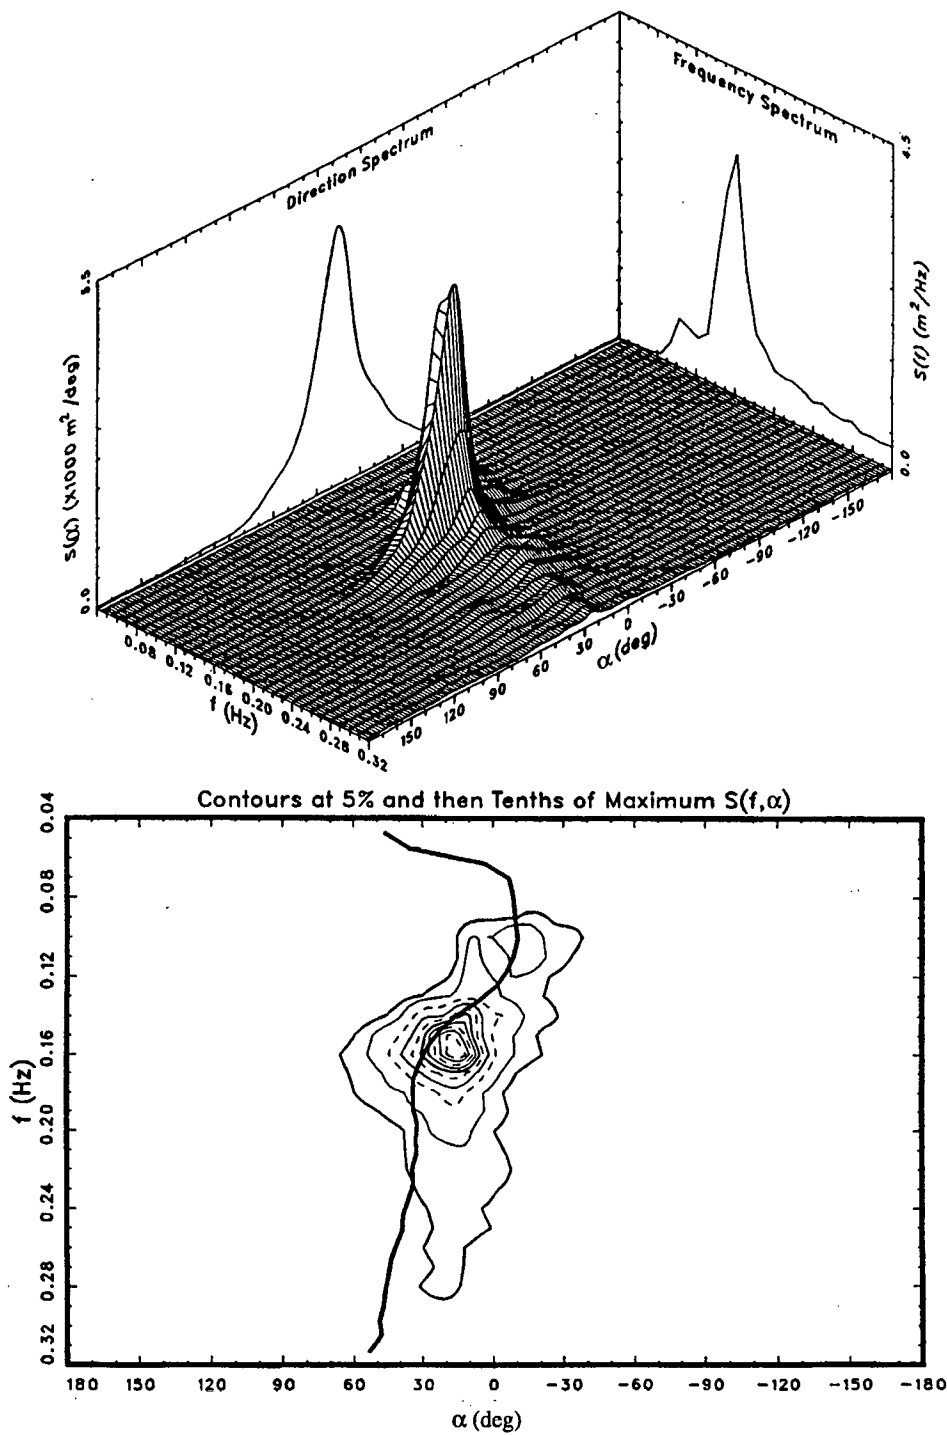 Direction Spectrum
Frequency Spectrum
5.5
S(α) (X1000 m²/deg)
0.0
4.5
S(f) (m²/Hz)
0.0
0.08 0.12 0.16 0.20 0.24 0.28 0.32
f (Hz)
150 120 90 60 30 0 -30 -60 -90 -120 -150
α (deg)
Contours at 5% and then Tenths of Maximum S(f,α)
0.04
0.08
0.12
0.16
0.20
0.24
0.28
0.32
f (Hz)
180 150 120 90 60 30 0 -30 -60 -90 -120 -150 -180
α (deg)